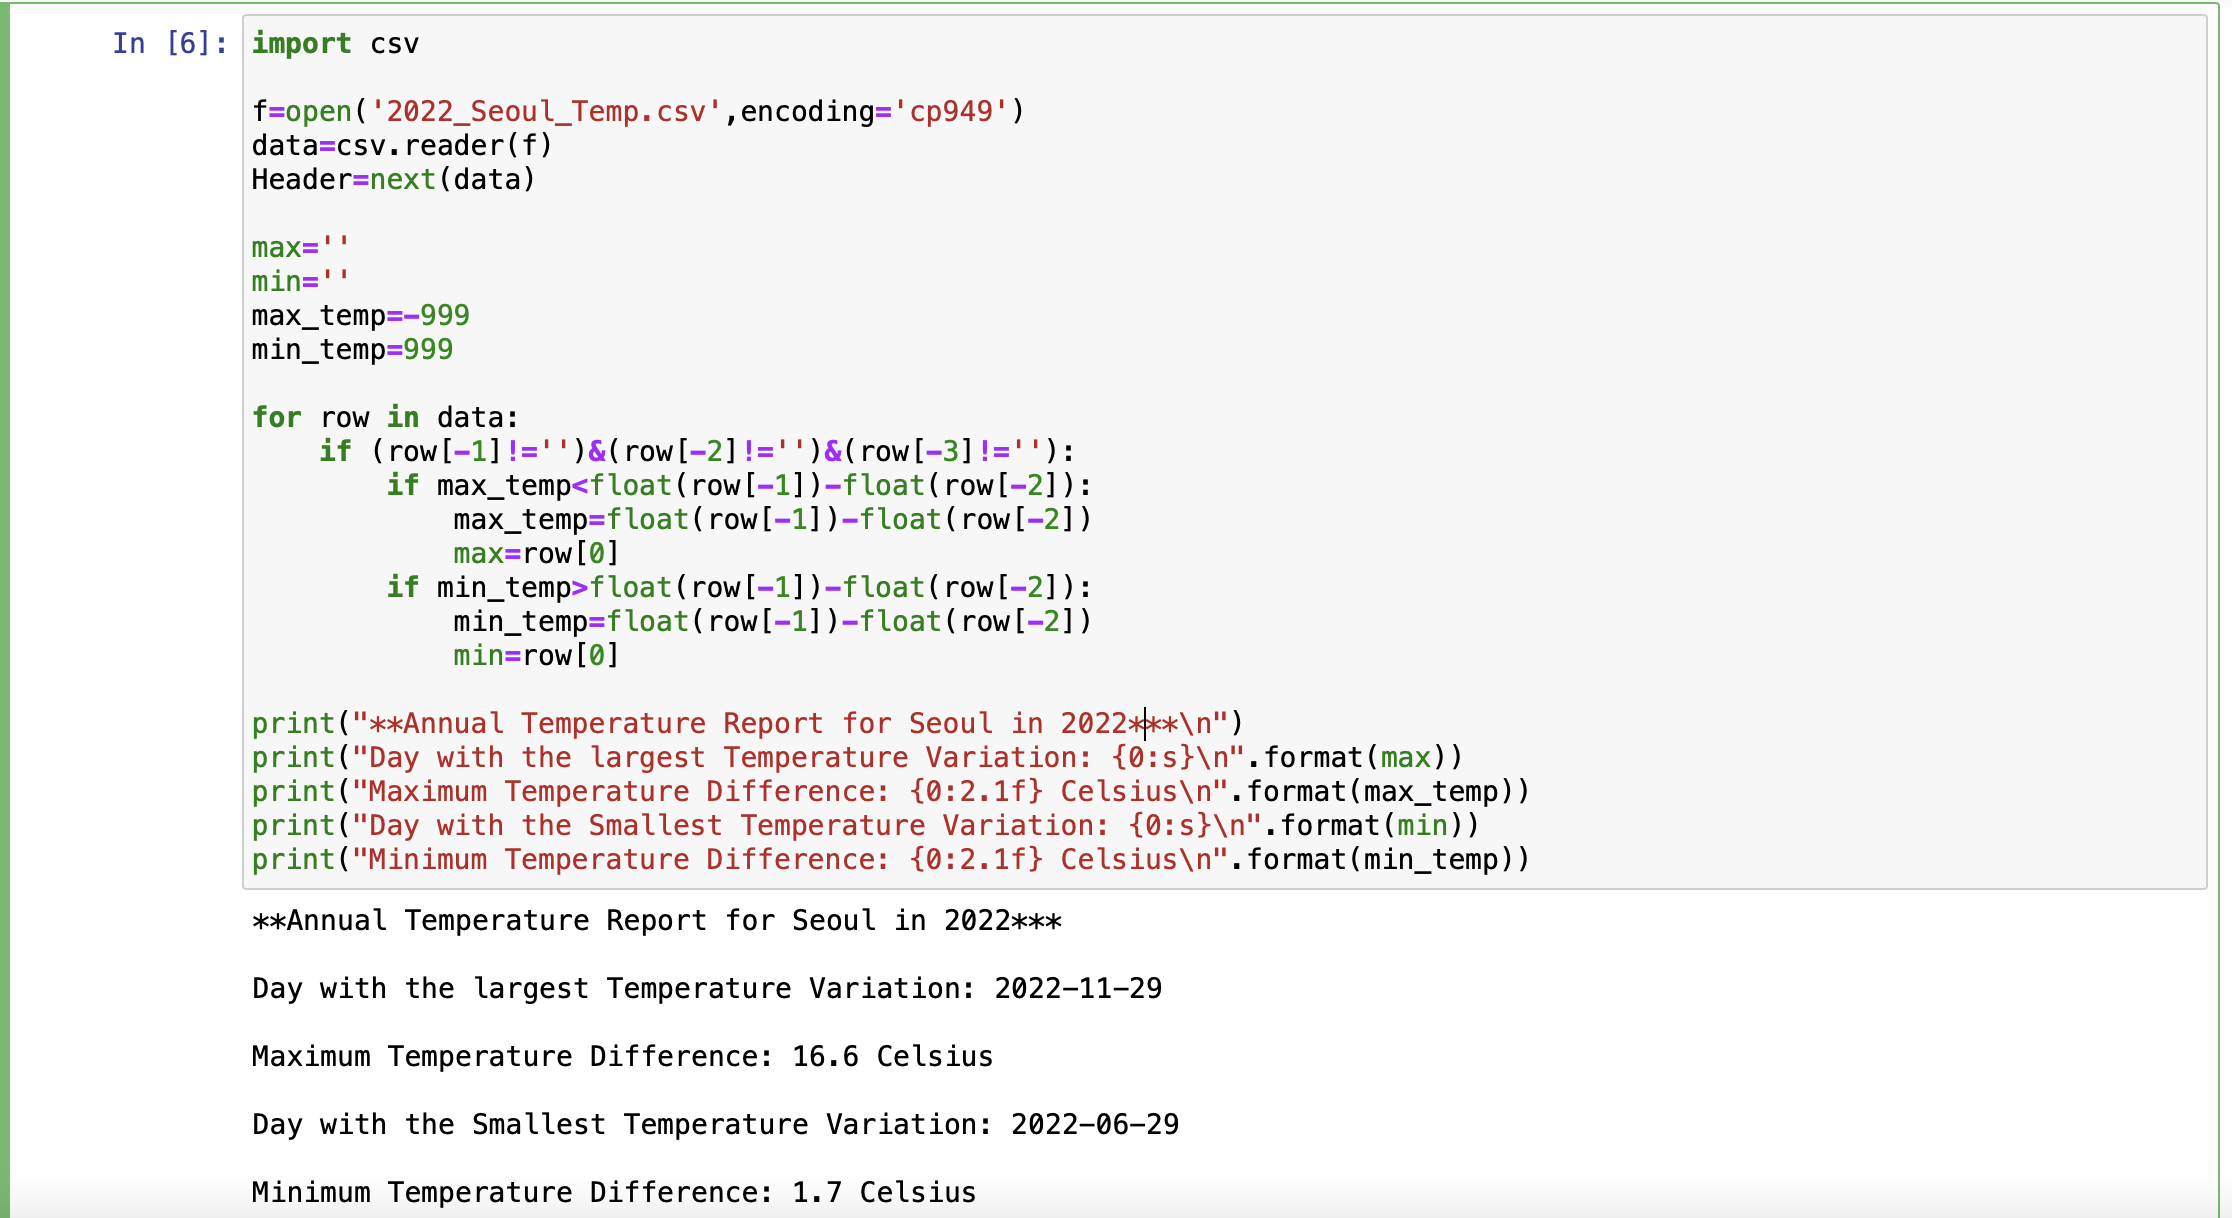 In [6]: import csv
f=open('2022_Seoul_Temp.csv',encoding='cp949')
data=csv.reader(f)
Header=next(data)
max=''
min=''
max_temp=-999
min_temp=999
for row in data:
    if (row[-1]!='')&(row[-2]!='')&(row[-3]!=''):
        if max_temp<float(row[-1])-float(row[-2]):
            max_temp=float(row[-1])-float(row[-2])
            max=row[0]
        if min_temp>float(row[-1])-float(row[-2]):
            min_temp=float(row[-1])-float(row[-2])
            min=row[0]
print("**Annual Temperature Report for Seoul in 2022***\n")
print("Day with the largest Temperature Variation: {0:s}\n".format(max))
print("Maximum Temperature Difference: {0:2.1f} Celsius\n".format(max_temp))
print("Day with the Smallest Temperature Variation: {0:s}\n".format(min))
print("Minimum Temperature Difference: {0:2.1f} Celsius\n".format(min_temp))
**Annual Temperature Report for Seoul in 2022***
Day with the largest Temperature Variation: 2022-11-29
Maximum Temperature Difference: 16.6 Celsius
Day with the Smallest Temperature Variation: 2022-06-29
Minimum Temperature Difference: 1.7 Celsius